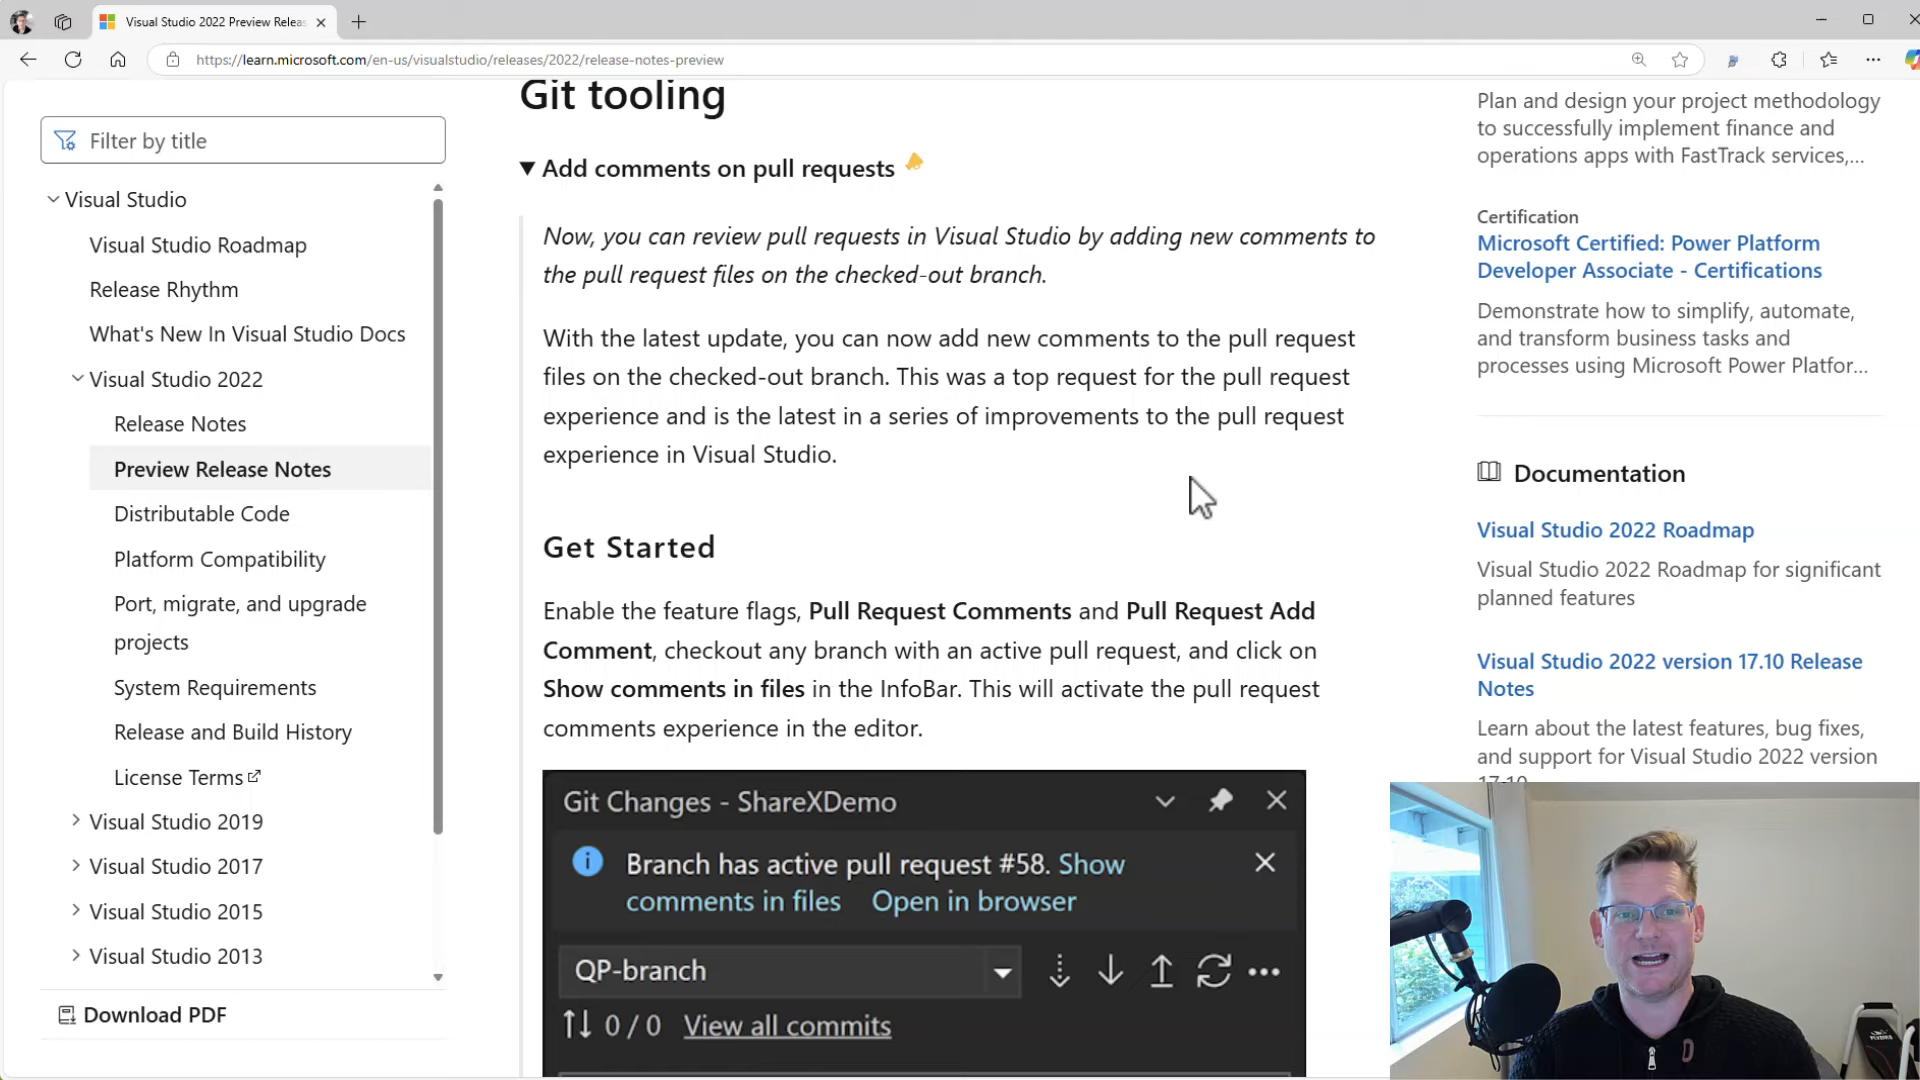 Visual Studio 2022 Preview Relea
https://learn.microsoft.com/en-us/visualstudio/releases/2022/release-notes-preview
Filter by title
Visual Studio
Visual Studio Roadmap
Release Rhythm
What's New In Visual Studio Docs
Visual Studio 2022
Release Notes
Preview Release Notes
Distributable Code
Platform Compatibility
Port, migrate, and upgrade
projects
System Requirements
Release and Build History
License Terms
Visual Studio 2019
Visual Studio 2017
Visual Studio 2015
Visual Studio 2013
Download PDF
Git tooling
Add comments on pull requests
Now, you can review pull requests in Visual Studio by adding new comments to
the pull request files on the checked-out branch.
With the latest update, you can now add new comments to the pull request
files on the checked-out branch. This was a top request for the pull request
experience and is the latest in a series of improvements to the pull request
experience in Visual Studio.
Get Started
Enable the feature flags, Pull Request Comments and Pull Request Add
Comment, checkout any branch with an active pull request, and click on
Show comments in files in the InfoBar. This will activate the pull request
comments experience in the editor.
Git Changes - ShareXDemo
Branch has active pull request #58. Show
comments in files Open in browser
QP-branch
0 / 0 View all commits
Plan and design your project methodology
to successfully implement finance and
operations apps with FastTrack services,...
Certification
Microsoft Certified: Power Platform
Developer Associate - Certifications
Demonstrate how to simplify, automate,
and transform business tasks and
processes using Microsoft Power Platfor...
Documentation
Visual Studio 2022 Roadmap
Visual Studio 2022 Roadmap for significant
planned features
Visual Studio 2022 version 17.10 Release
Notes
Learn about the latest features, bug fixes,
and support for Visual Studio 2022 version
17.10